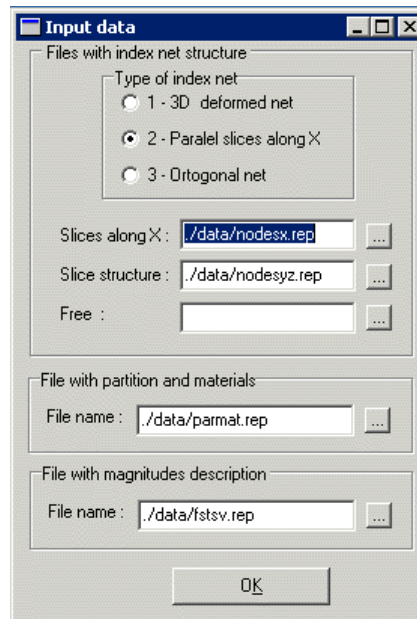 Input data
Files with index net structure
Type of index net
1 - 3D deformed net
2 - Paralel slices along X
3 - Ortogonal net
Slices along X : ./data/nodesx.rep ...
Slice structure : ./data/nodesyz.rep ...
Free : ...
File with partition and materials
File name : ./data/parmat.rep ...
File with magnitudes description
File name : ./data/fstsv.rep ...
OK